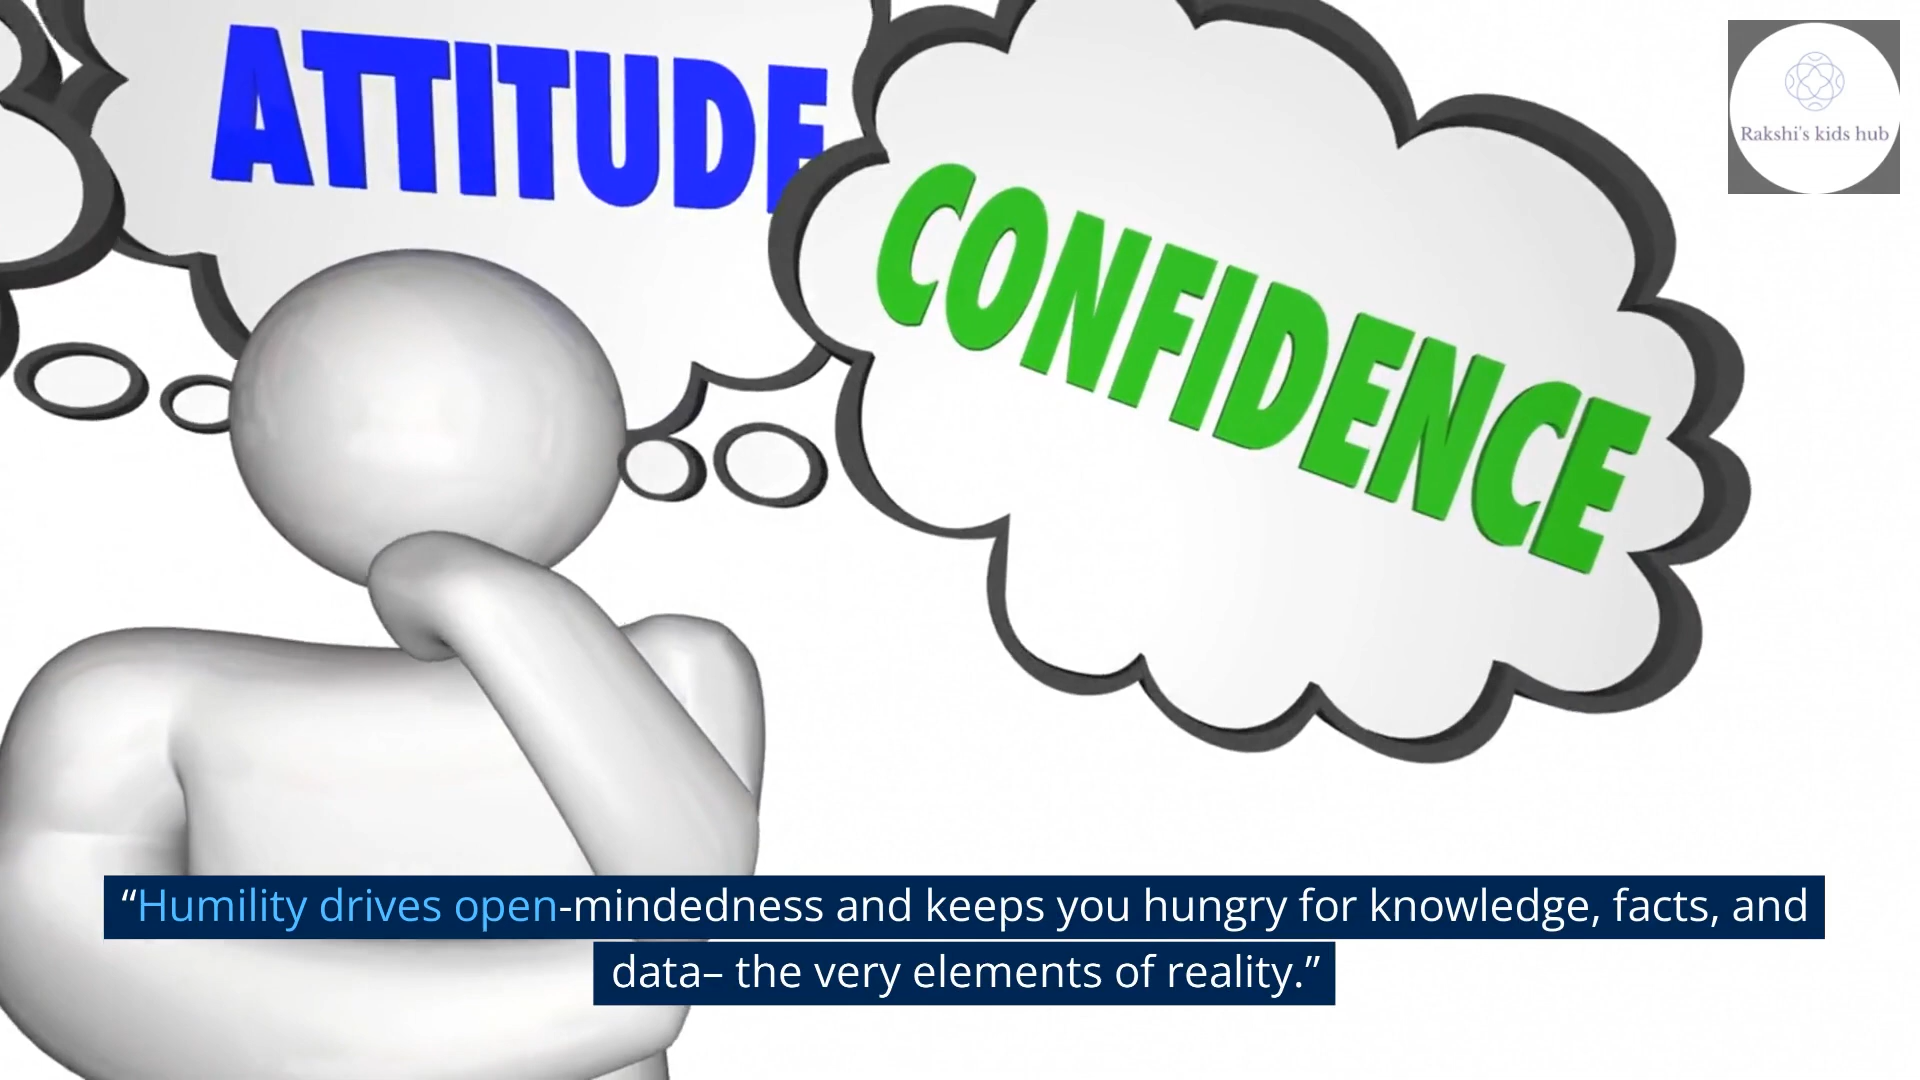 ATTITUDE
CONFIDENCE
Rakshi's kids hub
“Humility drives open-mindedness and keeps you hungry for knowledge, facts, and
data– the very elements of reality.”